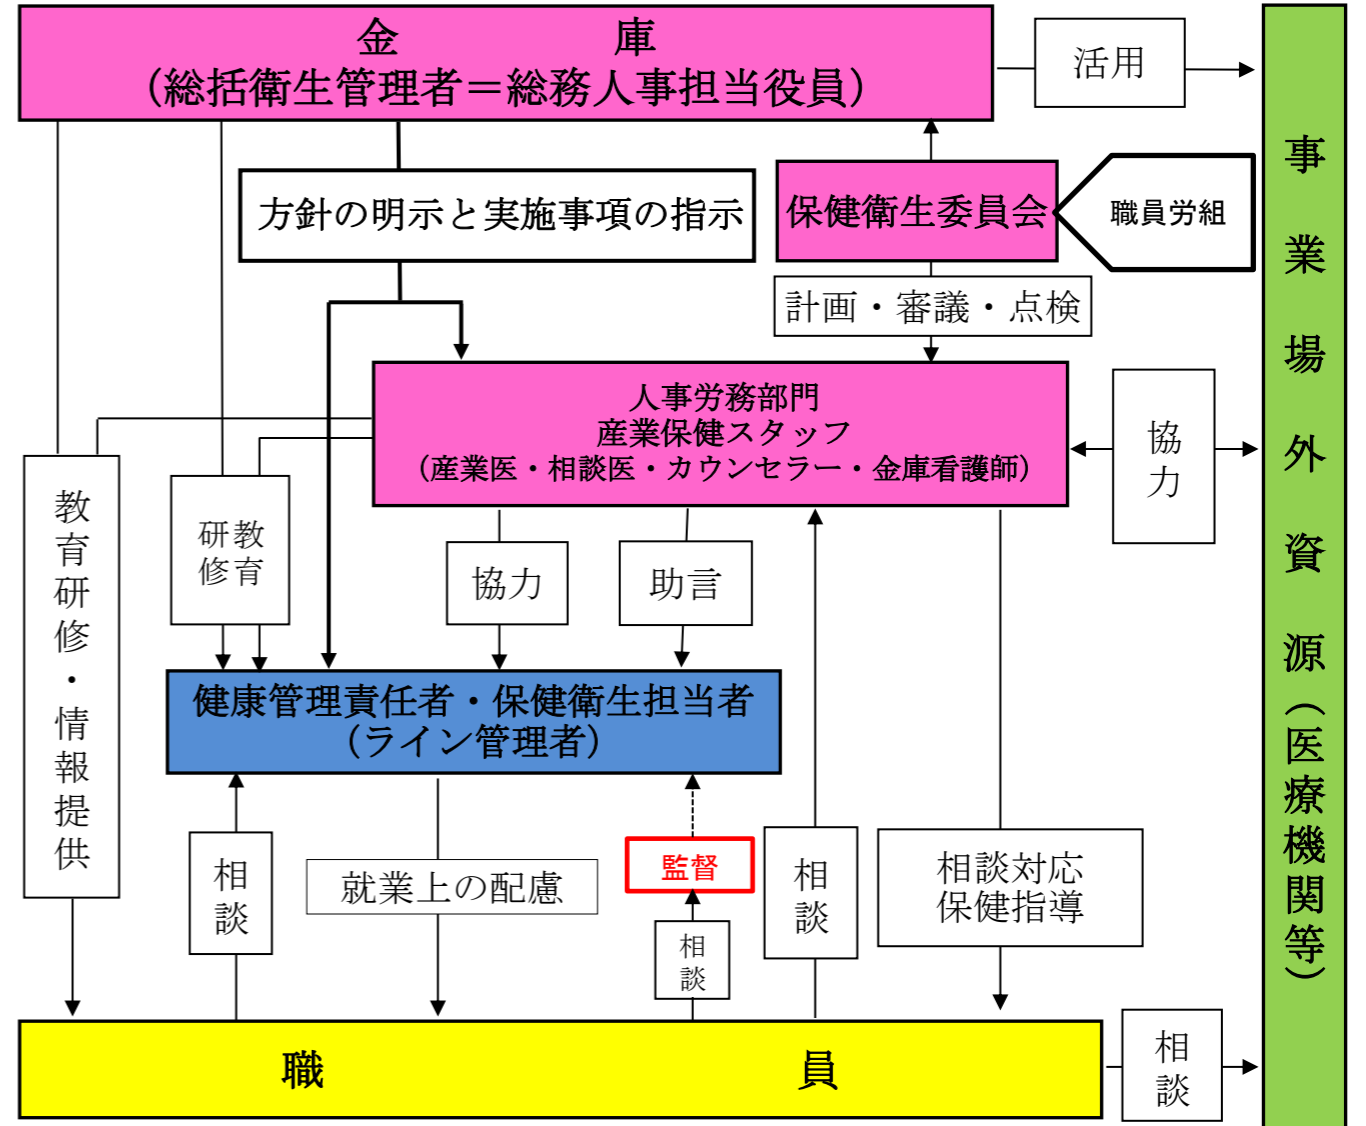 金庫
（総括衛生管理者＝総務人事担当役員）
活用
方針の明示と実施事項の指示
保健衛生委員会
職員労組
計画・審議・点検
人事労務部門
産業保健スタッフ
（産業医・相談医・カウンセラー・金庫看護師）
協力
教育研修・情報提供
教育
研修
協力
助言
健康管理責任者・保健衛生担当者
（ライン管理者）
相談
就業上の配慮
監督
相談
相談
相談対応
保健指導
職員
相談
事業場外資源（医療機関等）